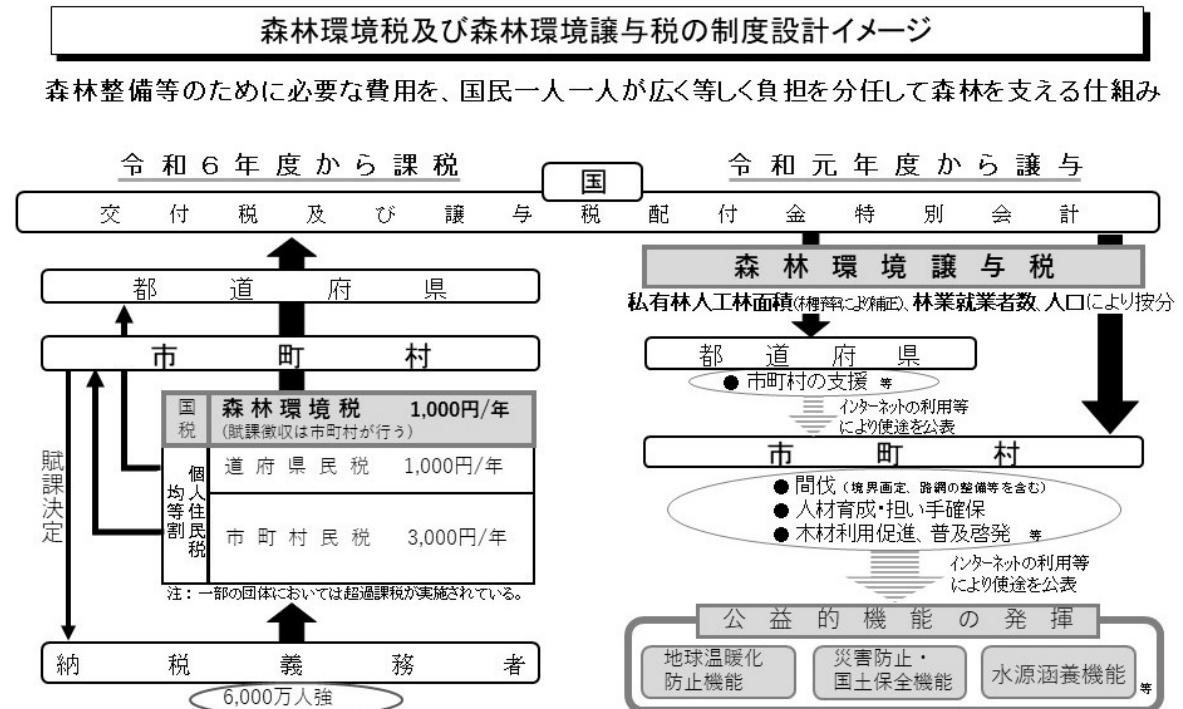 森林環境税及び森林環境譲与税の制度設計イメージ
森林整備等のために必要な費用を、国民一人一人が広く等しく負担を分任して森林を支える仕組み
令和6年度から課税
国
令和元年度から譲与
交付税及び譲与税配付金特別会計
都道府県
市町村
国税
森林環境税 1,000円/年
(賦課徴収は市町村が行う)
個人住民税
均等割
道府県民税 1,000円/年
市町村民税 3,000円/年
賦課決定
注：一部の団体においては超過課税が実施されている。
納税義務者
6,000万人強
森林環境譲与税
私有林人工林面積(林野率により補正)、林業就業者数、人口により按分
都道府県
● 市町村の支援 等
インターネットの利用等
により使途を公表
市町村
● 間伐（境界画定、路網の整備等を含む）
● 人材育成・担い手確保
● 木材利用促進、普及啓発 等
インターネットの利用等
により使途を公表
公益的機能の発揮
地球温暖化
防止機能
災害防止・
国土保全機能
水源涵養機能
等